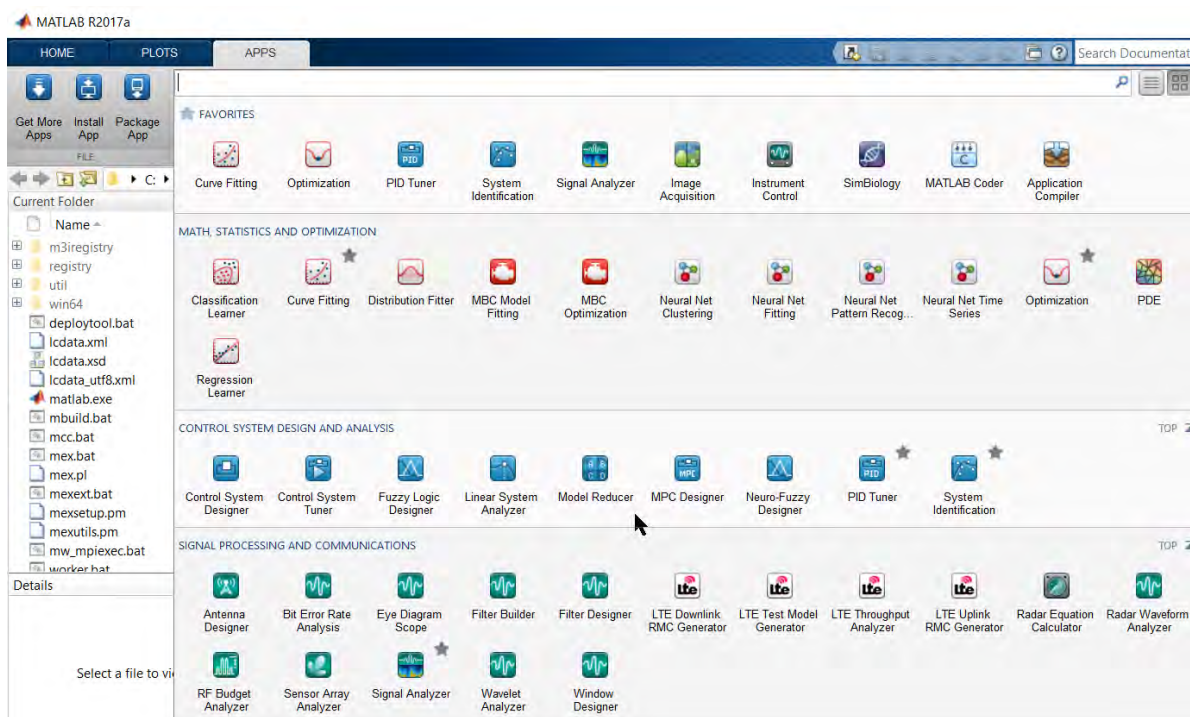 MATLAB R2017a
HOME PLOTS APPS
Search Documentat
Get More Apps
Install App
Package App
FILE
C:
Current Folder
Name
m3iregistry
registry
util
win64
deploytool.bat
lcdata.xml
lcdata.xsd
lcdata_utf8.xml
matlab.exe
mbuild.bat
mcc.bat
mex.bat
mex.pl
mexext.bat
mexsetup.pm
mexutils.pm
mw_mpiexec.bat
worker.bat
Details
Select a file to vi
FAVORITES
Curve Fitting
Optimization
PID
PID Tuner
System Identification
Signal Analyzer
Image Acquisition
Instrument Control
SimBiology
C
MATLAB Coder
Application Compiler
MATH, STATISTICS AND OPTIMIZATION
Classification Learner
Curve Fitting
Distribution Fitter
MBC Model Fitting
MBC Optimization
Neural Net Clustering
Neural Net Fitting
Neural Net Pattern Recog...
Neural Net Time Series
Optimization
PDE
Regression Learner
CONTROL SYSTEM DESIGN AND ANALYSIS
TOP
Control System Designer
Control System Tuner
Fuzzy Logic Designer
Linear System Analyzer
A B
C D
Model Reducer
MPC
MPC Designer
Neuro-Fuzzy Designer
PID
PID Tuner
System Identification
SIGNAL PROCESSING AND COMMUNICATIONS
TOP
Antenna Designer
Bit Error Rate Analysis
Eye Diagram Scope
Filter Builder
Filter Designer
lte
LTE Downlink RMC Generator
lte
LTE Test Model Generator
lte
LTE Throughput Analyzer
lte
LTE Uplink RMC Generator
Radar Equation Calculator
Radar Waveform Analyzer
RF Budget Analyzer
Sensor Array Analyzer
Signal Analyzer
Wavelet Analyzer
Window Designer